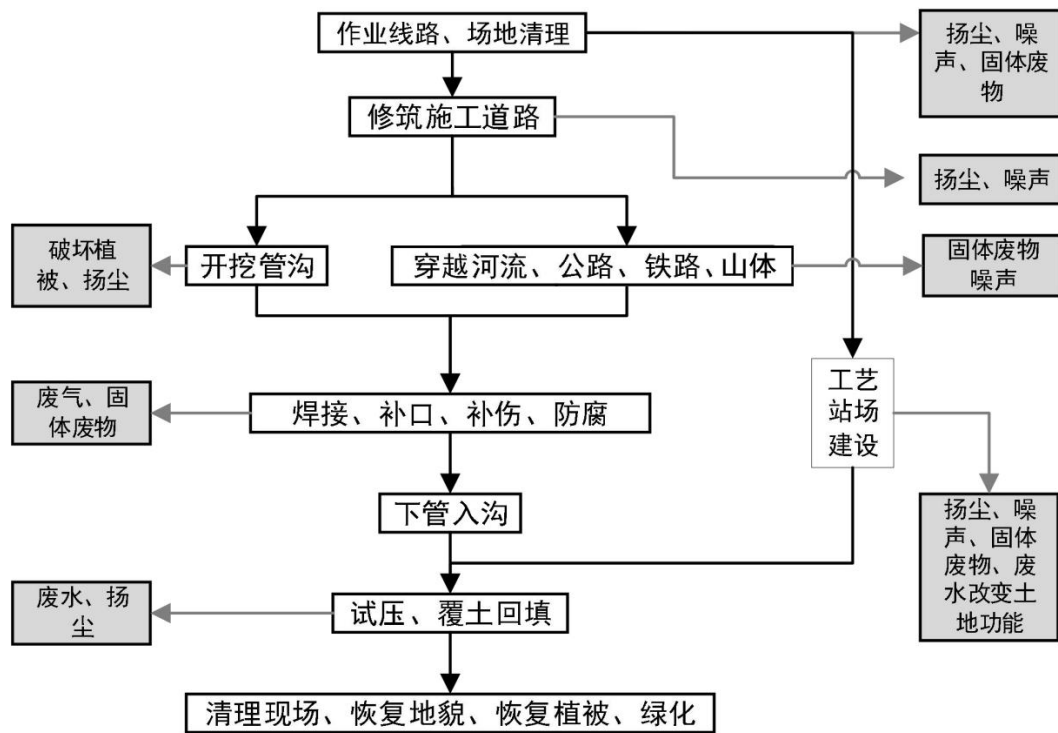 作业线路、场地清理
扬尘、噪
声、固体废
物
修筑施工道路
扬尘、噪声
破坏植
被、扬尘
开挖管沟
穿越河流、公路、铁路、山体
固体废物
噪声
工艺
站场
建设
废气、固
体废物
焊接、补口、补伤、防腐
下管入沟
扬尘、噪
声、固体
废物、废
水改变土
地功能
废水、扬
尘
试压、覆土回填
清理现场、恢复地貌、恢复植被、绿化